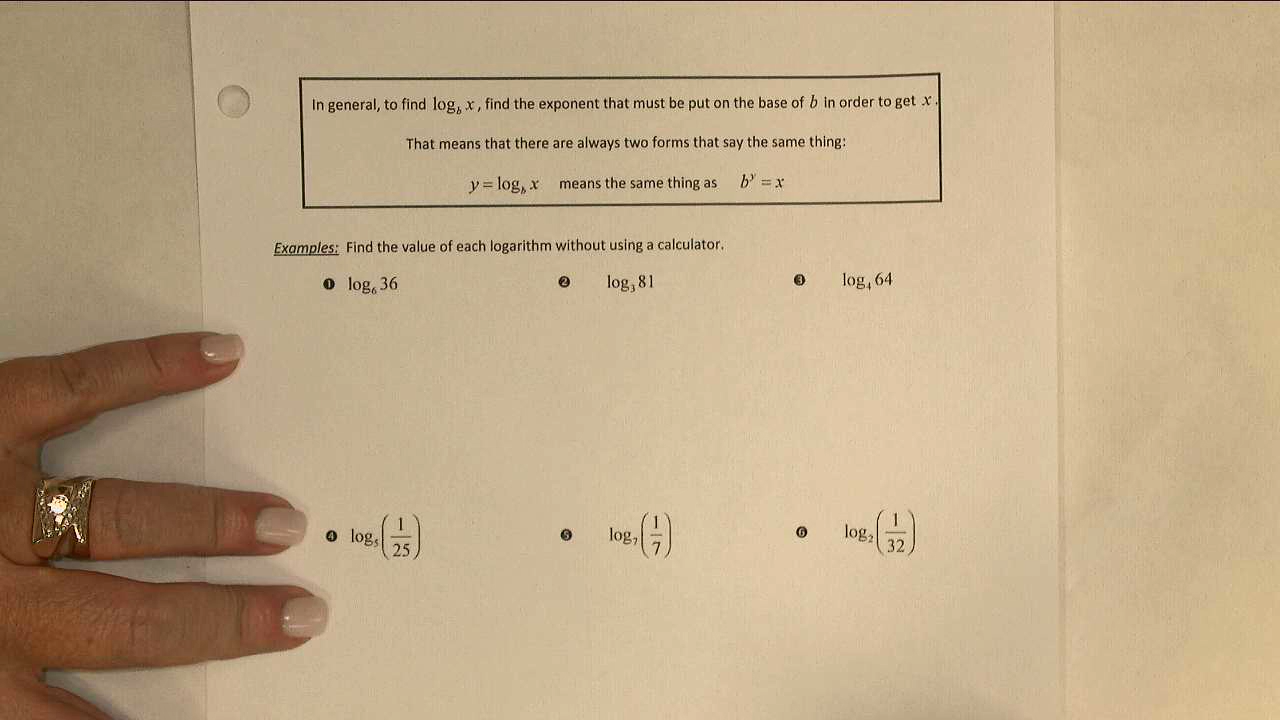 In general, to find log_b x, find the exponent that must be put on the base of b in order to get x.
That means that there are always two forms that say the same thing:
y = log_b x means the same thing as b^y = x
Examples: Find the value of each logarithm without using a calculator.
❶ log_6 36 ❷ log_3 81 ❸ log_4 64
❹ log_5 (1/25) ❺ log_7 (1/7) ❻ log_2 (1/32)